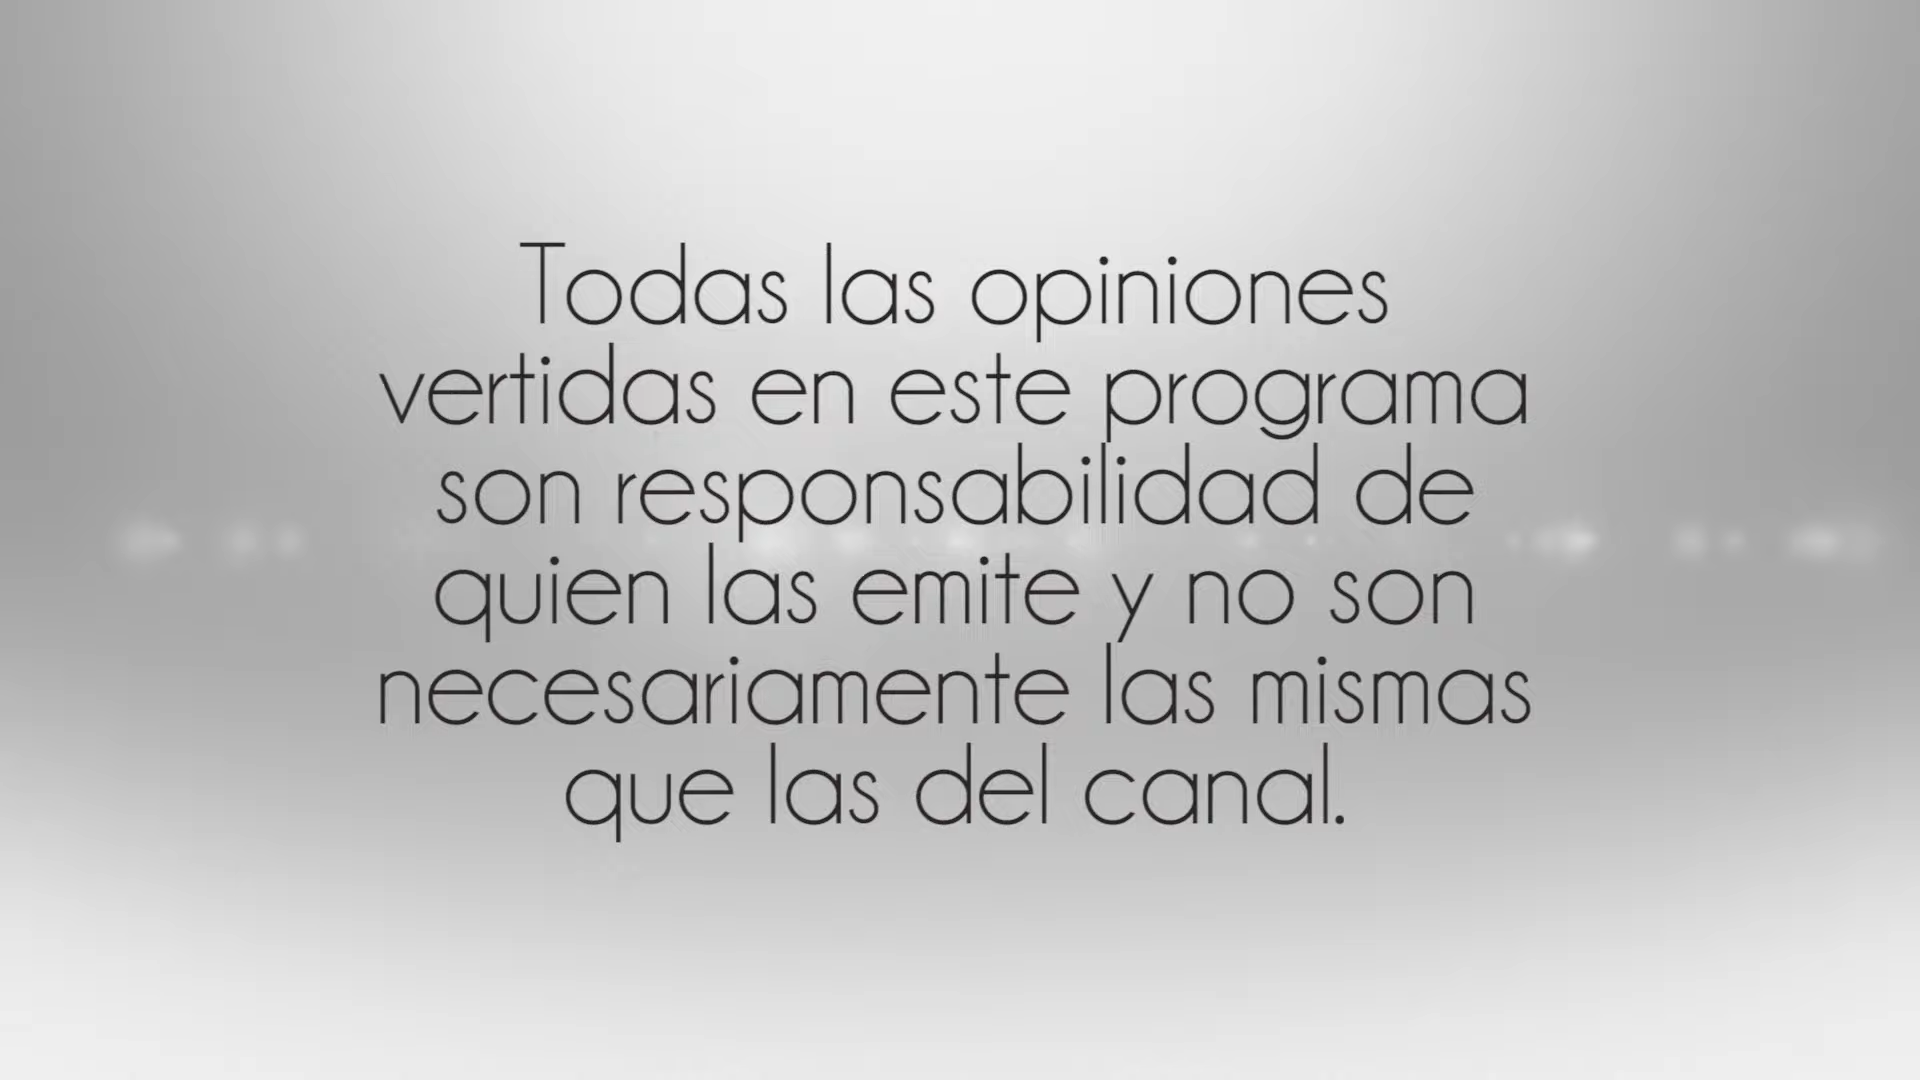 Todas las opiniones
vertidas en este programa
son responsabilidad de
quien las emite y no son
necesariamente las mismas
que las del canal.